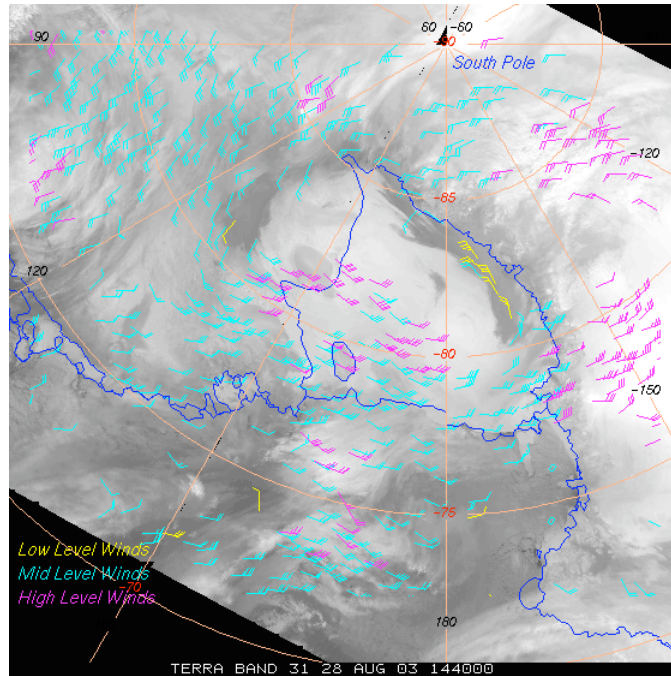 60 -60
90 -90
South Pole
-120
-85
120
-80
-150
-75
Low Level Winds
Mid Level Winds
High Level Winds
-70
180
TERRA BAND 31 28 AUG 03 144000